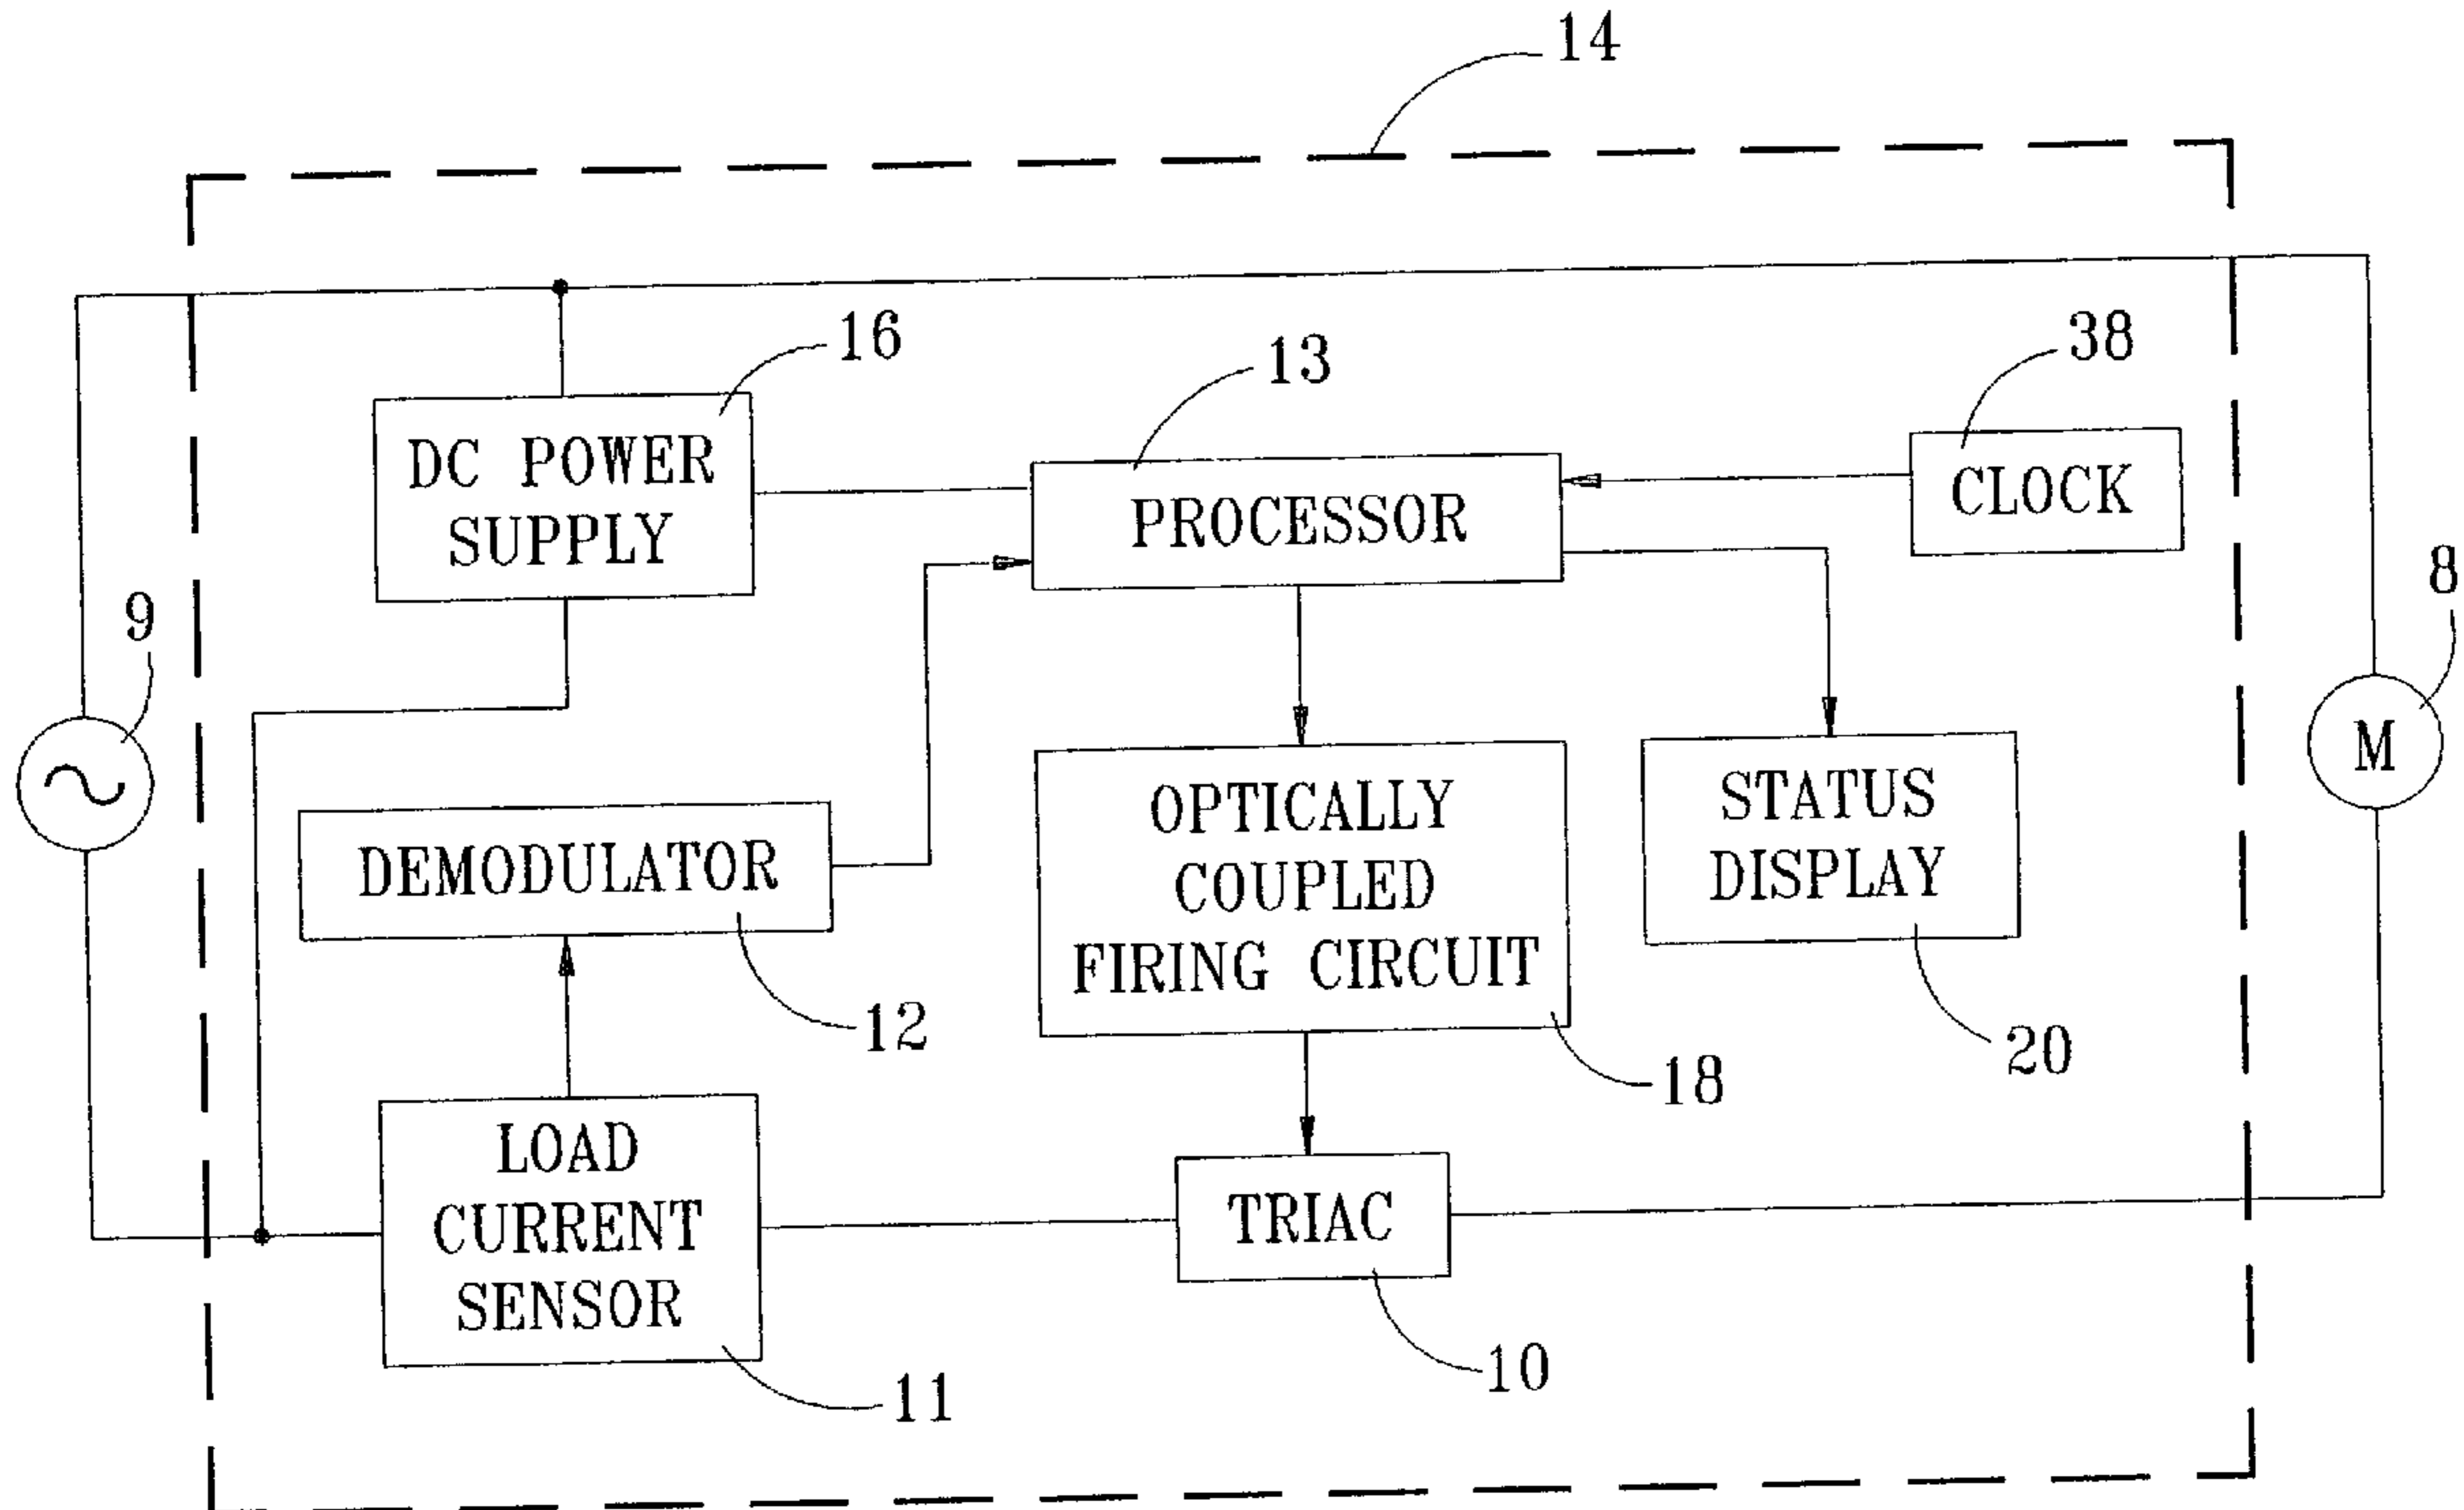 14
16
13
38
DC POWER
SUPPLY
PROCESSOR
CLOCK
9
8
M
OPTICALLY
COUPLED
FIRING CIRCUIT
STATUS
DISPLAY
DEMODULATOR
12
18
20
LOAD
CURRENT
SENSOR
TRIAC
11
10